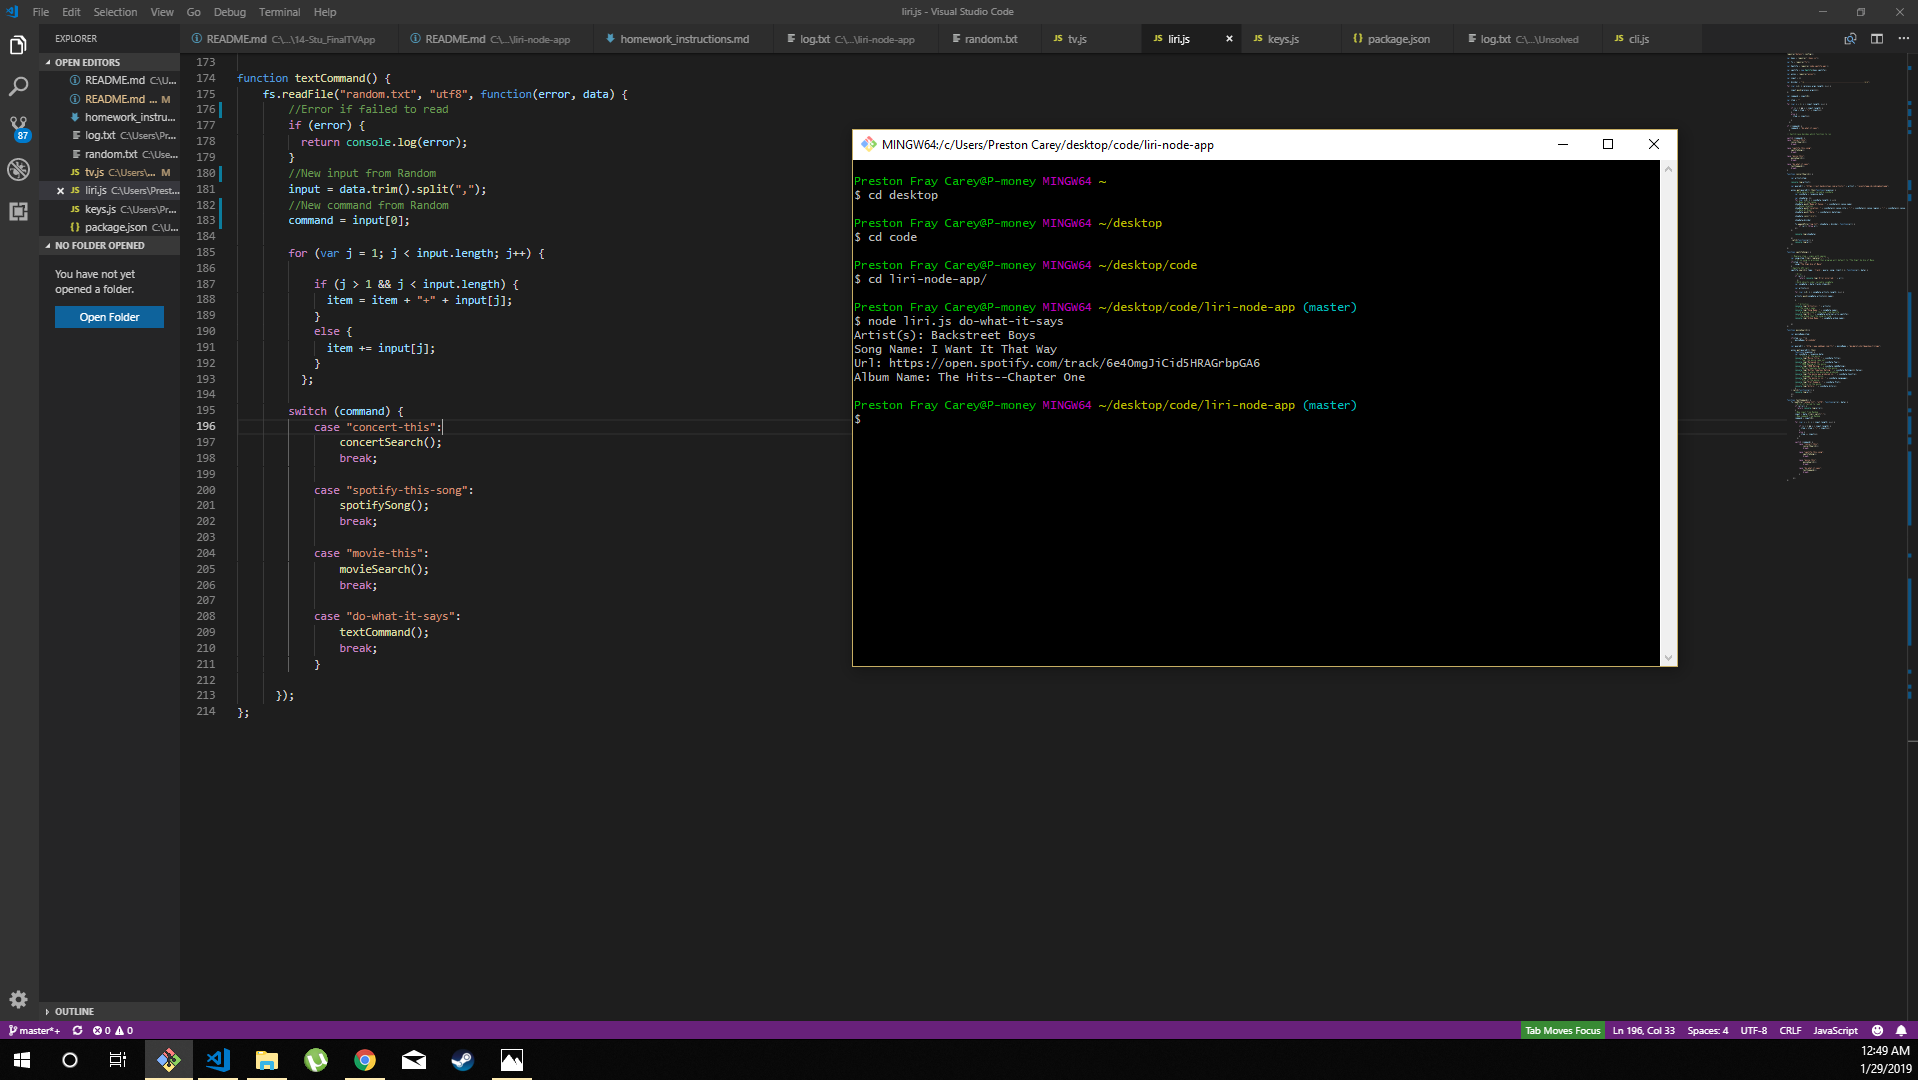 File Edit Selection View Go Debug Terminal Help
liri.js - Visual Studio Code
EXPLORER
README.md C:\...\14-Stu_FinalTVApp
README.md C:\...\liri-node-app
homework_instructions.md
log.txt C:\...\liri-node-app
random.txt
JS tv.js
JS liri.js
JS keys.js
{} package.json
log.txt C:\...\Unsolved
JS cli.js
OPEN EDITORS
README.md C:\U...
README.md ... M
homework_instru...
log.txt C:\Users\Pr...
random.txt C:\Use...
JS tv.js C:\Users\... M
JS liri.js C:\Users\Prest...
JS keys.js C:\Users\Pr...
{} package.json C:\U...
NO FOLDER OPENED
You have not yet
opened a folder.
Open Folder
OUTLINE
87
173
174 function textCommand() {
175 fs.readFile("random.txt", "utf8", function(error, data) {
176 //Error if failed to read
177 if (error) {
178 return console.log(error);
179 }
180 //New input from Random
181 input = data.trim().split(",");
182 //New command from Random
183 command = input[0];
184
185 for (var j = 1; j < input.length; j++) {
186
187 if (j > 1 && j < input.length) {
188 item = item + "+" + input[j];
189 }
190 else {
191 item += input[j];
192 }
193 };
194
195 switch (command) {
196 case "concert-this":
197 concertSearch();
198 break;
199
200 case "spotify-this-song":
201 spotifySong();
202 break;
203
204 case "movie-this":
205 movieSearch();
206 break;
207
208 case "do-what-it-says":
209 textCommand();
210 break;
211 }
212
213 });
214 };
MINGW64:/c/Users/Preston Carey/desktop/code/liri-node-app
Preston Fray Carey@P-money MINGW64 ~
$ cd desktop
Preston Fray Carey@P-money MINGW64 ~/desktop
$ cd code
Preston Fray Carey@P-money MINGW64 ~/desktop/code
$ cd liri-node-app/
Preston Fray Carey@P-money MINGW64 ~/desktop/code/liri-node-app (master)
$ node liri.js do-what-it-says
Artist(s): Backstreet Boys
Song Name: I Want It That Way
Url: https://open.spotify.com/track/6e40mgJiCid5HRAGrbpGA6
Album Name: The Hits--Chapter One
Preston Fray Carey@P-money MINGW64 ~/desktop/code/liri-node-app (master)
$
master*+ 0 0
Tab Moves Focus Ln 196, Col 33 Spaces: 4 UTF-8 CRLF JavaScript
12:49 AM
1/29/2019